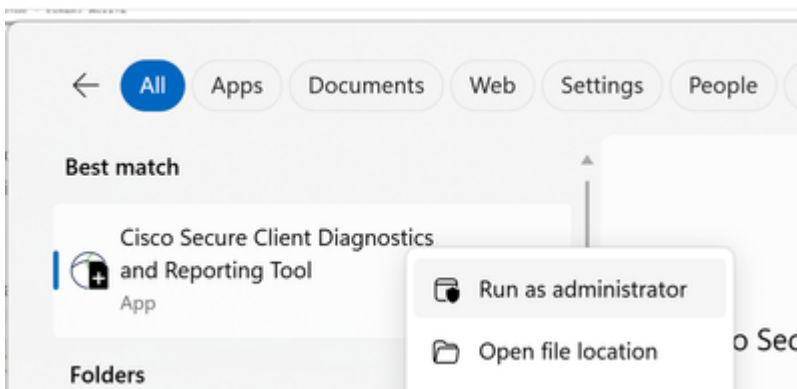 All Apps Documents Web Settings People
Best match
Cisco Secure Client Diagnostics
and Reporting Tool
App
Run as administrator
Open file location
Folders